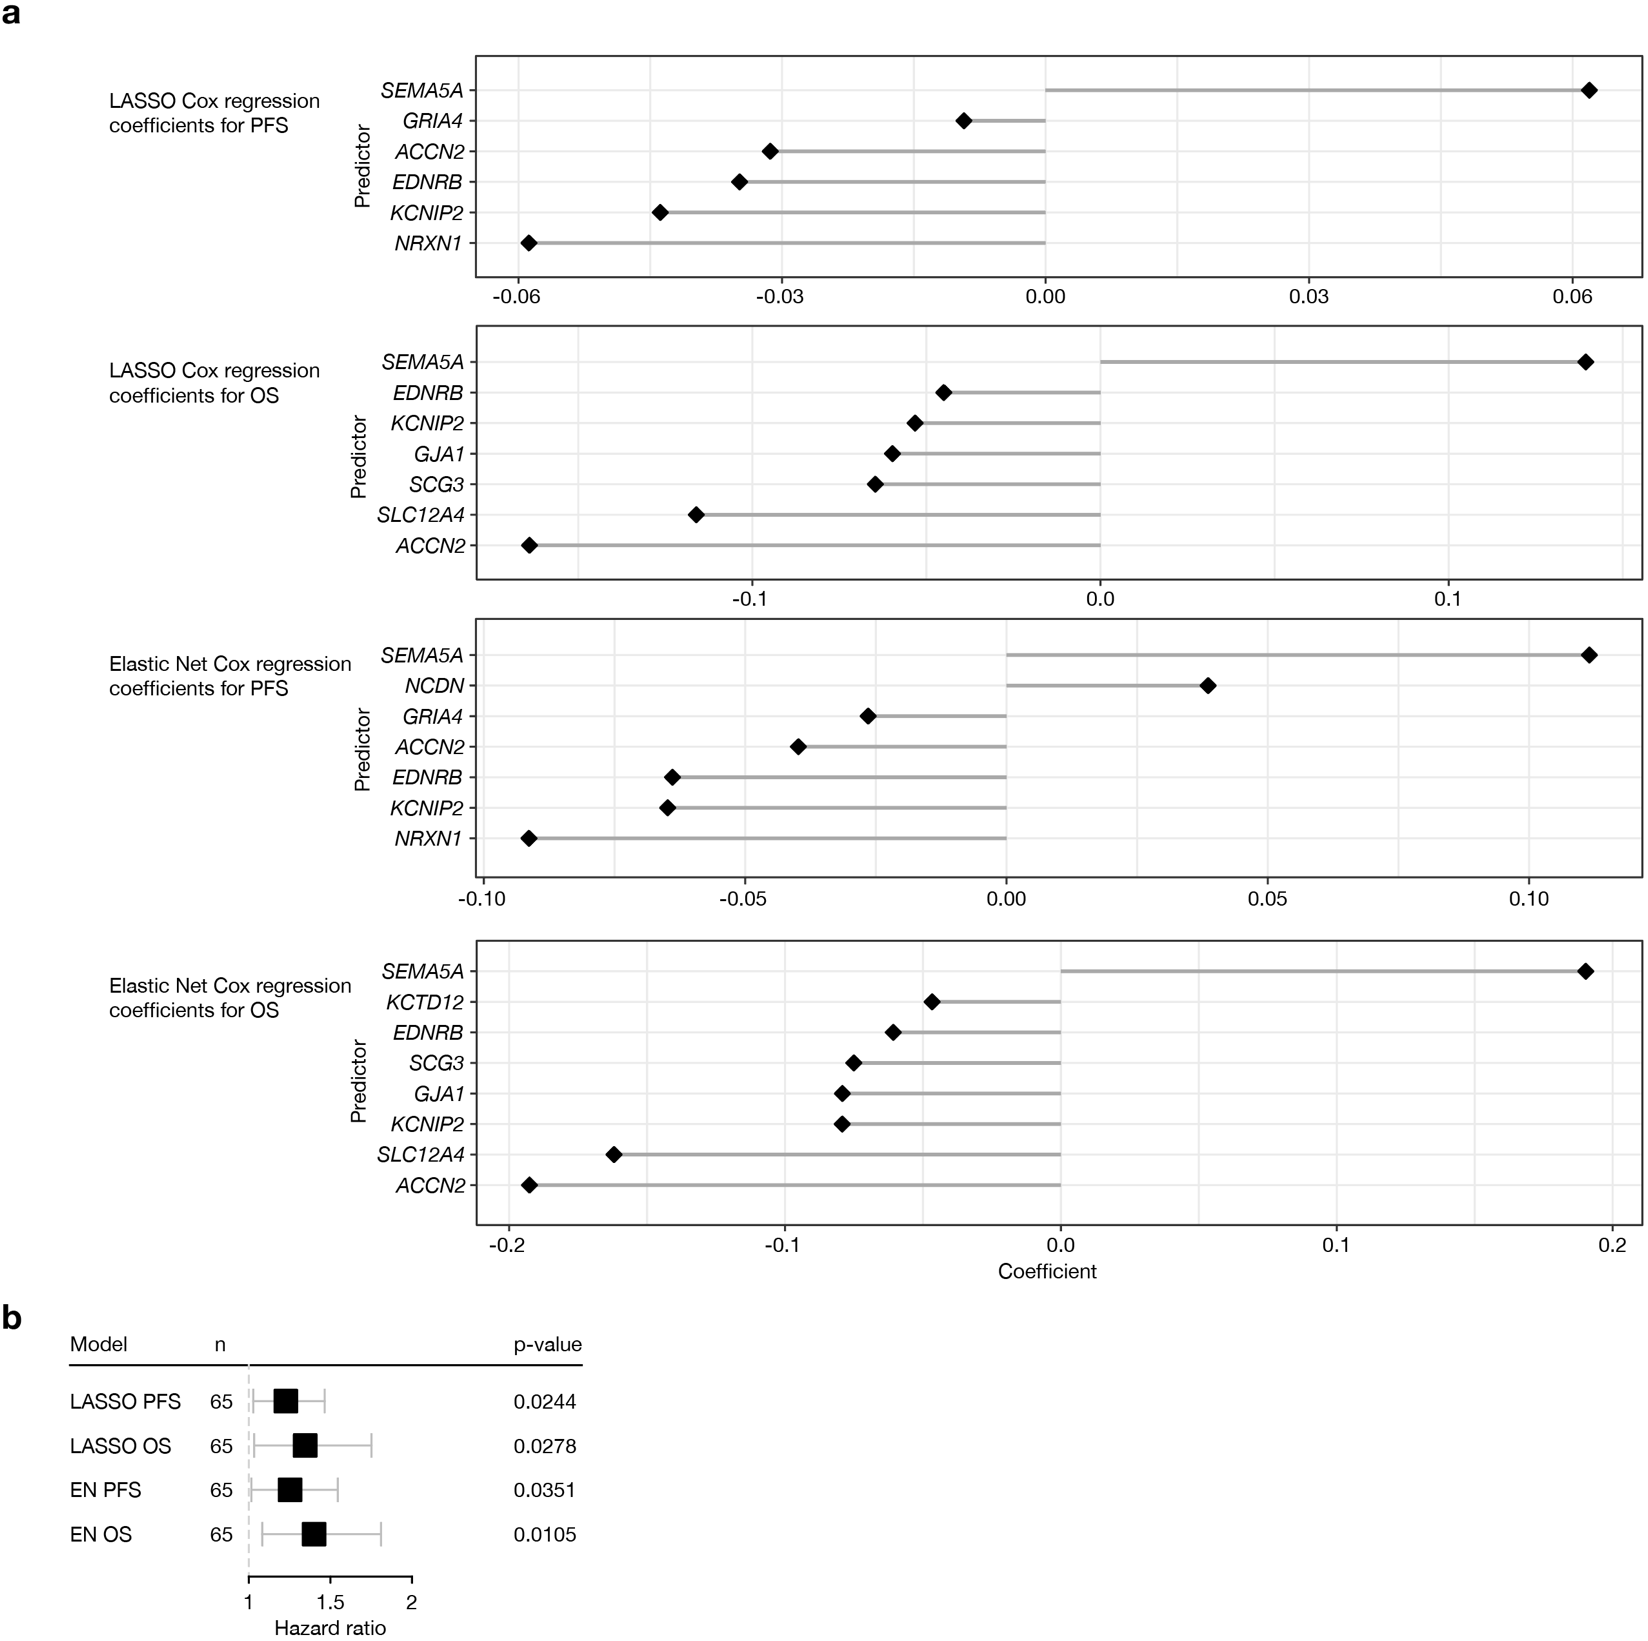 a
LASSO Cox regression
coefficients for PFS
Predictor
SEMA5A
GRIA4
ACCN2
EDNRB
KCNIP2
NRXN1
-0.06 -0.03 0.00 0.03 0.06
LASSO Cox regression
coefficients for OS
Predictor
SEMA5A
EDNRB
KCNIP2
GJA1
SCG3
SLC12A4
ACCN2
-0.1 0.0 0.1
Elastic Net Cox regression
coefficients for PFS
Predictor
SEMA5A
NCDN
GRIA4
ACCN2
EDNRB
KCNIP2
NRXN1
-0.10 -0.05 0.00 0.05 0.10
Elastic Net Cox regression
coefficients for OS
Predictor
SEMA5A
KCTD12
EDNRB
SCG3
GJA1
KCNIP2
SLC12A4
ACCN2
-0.2 -0.1 0.0 0.1 0.2
Coefficient
b
Model n p-value
LASSO PFS 65 0.0244
LASSO OS 65 0.0278
EN PFS 65 0.0351
EN OS 65 0.0105
1 1.5 2
Hazard ratio